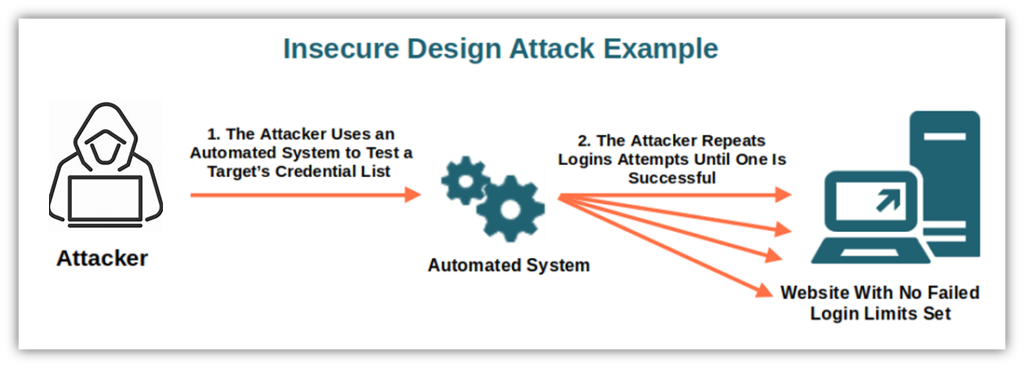 Insecure Design Attack Example
1. The Attacker Uses an
Automated System to Test a
Target's Credential List
2. The Attacker Repeats
Logins Attempts Until One Is
Successful
Attacker
Automated System
Website With No Failed
Login Limits Set